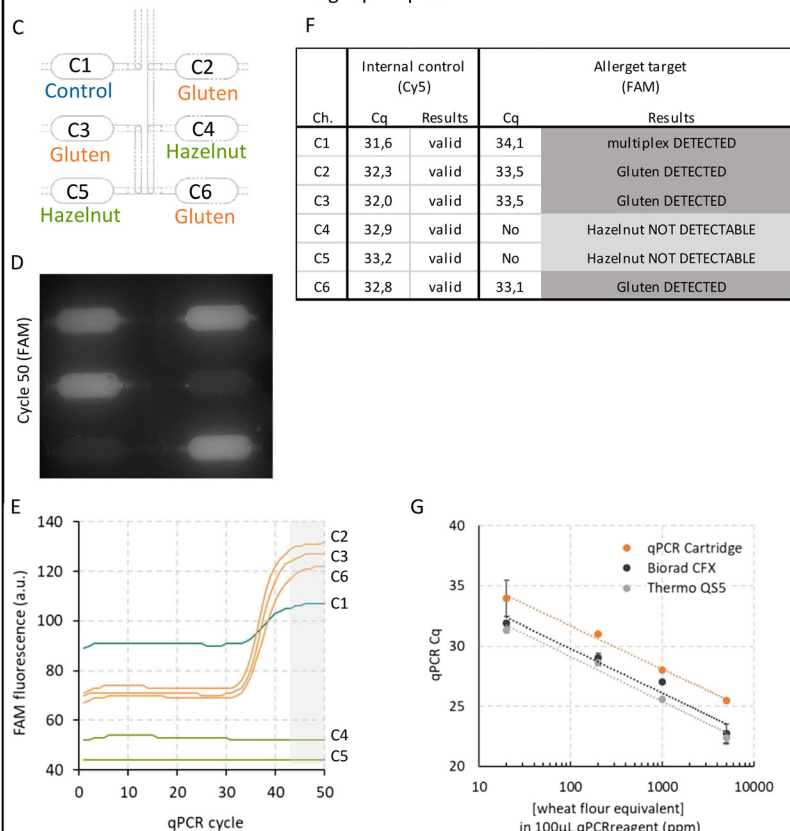 C
C1
Control
C2
Gluten
C3
Gluten
C4
Hazelnut
C5
Hazelnut
C6
Gluten
F
Internal control Allerget target
(Cy5) (FAM)
Ch. Cq Results Cq Results
C1 31,6 valid 34,1 multiplex DETECTED
C2 32,3 valid 33,5 Gluten DETECTED
C3 32,0 valid 33,5 Gluten DETECTED
C4 32,9 valid No Hazelnut NOT DETECTABLE
C5 33,2 valid No Hazelnut NOT DETECTABLE
C6 32,8 valid 33,1 Gluten DETECTED
D
Cycle 50 (FAM)
E
FAM fluorescence (a.u.)
140
120
100
80
60
40
0 10 20 30 40 50
qPCR cycle
C2
C3
C6
C1
C4
C5
G
qPCR Cq
40
35
30
25
20
10 100 1000 10000
qPCR Cartridge
Biorad CFX
Thermo QS5
[wheat flour equivalent]
in 100µL qPCRreagent (ppm)